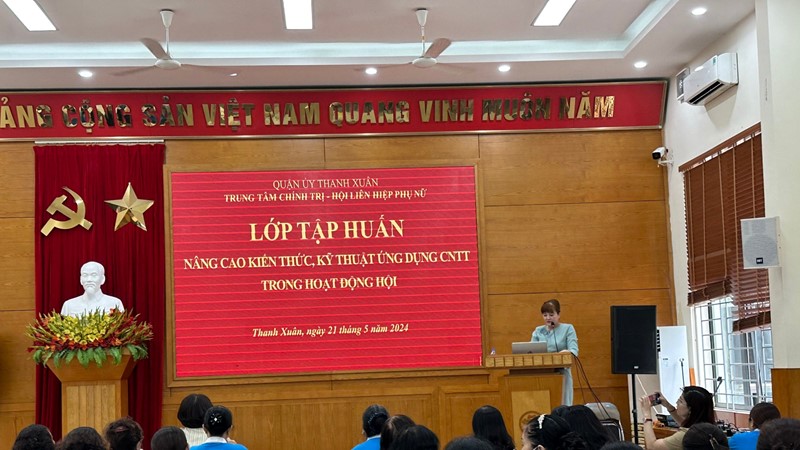 ẢNG CỘNG SẢN VIỆT NAM QUANG VINH MUÔN NĂM
QUẬN ỦY THANH XUÂN
TRUNG TÂM CHÍNH TRỊ - HỘI LIÊN HIỆP PHỤ NỮ
LỚP TẬP HUẤN
NÂNG CAO KIẾN THỨC, KỸ THUẬT ỨNG DỤNG CNTT
TRONG HOẠT ĐỘNG HỘI
Thanh Xuân, ngày 21 tháng 5 năm 2024